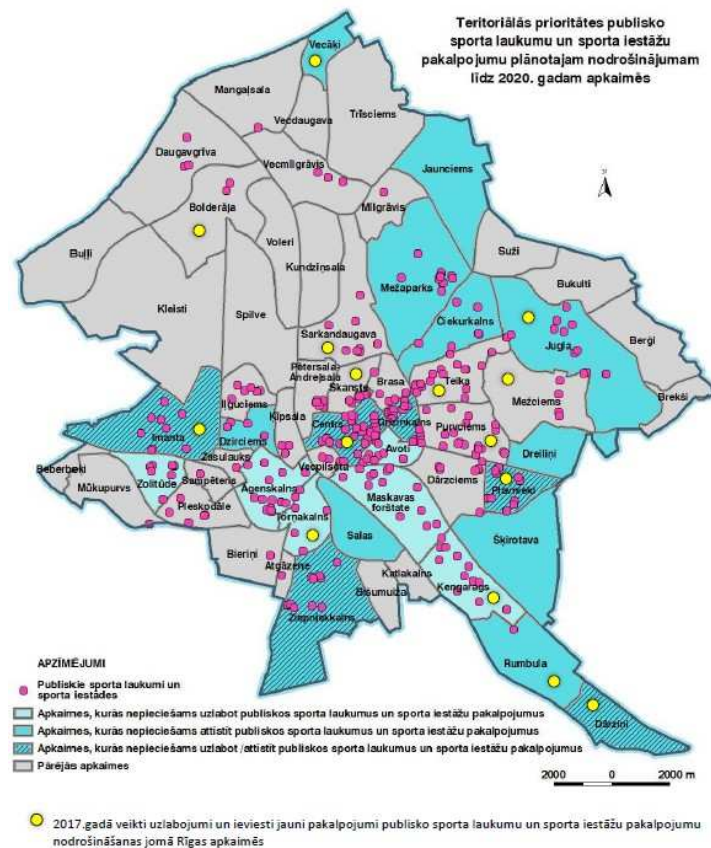 Teritoriālās prioritātes publisko
sporta laukumu un sporta iestāžu
pakalpojumu plānotajam nodrošinājumam
līdz 2020. gadam apkaimēs
Vecāķi
Mangaļsala
Vecdaugava
Trīsciems
Daugavgrīva
Vecmīlgrāvis
Jaunciems
Bolderāja
Mīlgrāvis
Voleri
Suži
Buļļi
Kundziņsala
Mežaparks
Bukulti
Kleisti
Spilve
Čiekurkalns
Sarkandaugava
Jugla
Berģi
Pētersala-
Andrejsala
Skanste
Brasa
Teika
Mežciems
Brekši
Iļģuciems
Ķīpsala
Centrs
Grīziņkalns
Purvciems
Imanta
Dzirciems
Zasulauks
Vecpilsēta
Avoti
Dreiliņi
Beberbeķi
Zolitūde
Sampēteris
Āgenskalns
Dārzciems
Pļavnieki
Mūkupurvs
Pleskodāle
Maskavas
forštate
Torņakalns
Bieriņi
Salas
Šķirotava
Atgāzene
Katlakalns
Bišumuiža
Ķengarags
Ziepniekkalns
Rumbula
Dārziņi
APZĪMĒJUMI
Publiskie sporta laukumi un
sporta iestādes
Apkaimes, kurās nepieciešams uzlabot publiskos sporta laukumus un sporta iestāžu pakalpojumus
Apkaimes, kurās nepieciešams attīstīt publiskos sporta laukumus un sporta iestāžu pakalpojumus
Apkaimes, kurās nepieciešams uzlabot /attīstīt publiskos sporta laukumus un sporta iestāžu pakalpojumus
Pārējās apkaimes
2000 0 2000 m
2017.gadā veikti uzlabojumi un ieviesti jauni pakalpojumi publisko sporta laukumu un sporta iestāžu pakalpojumu
nodrošināšanas jomā Rīgas apkaimēs